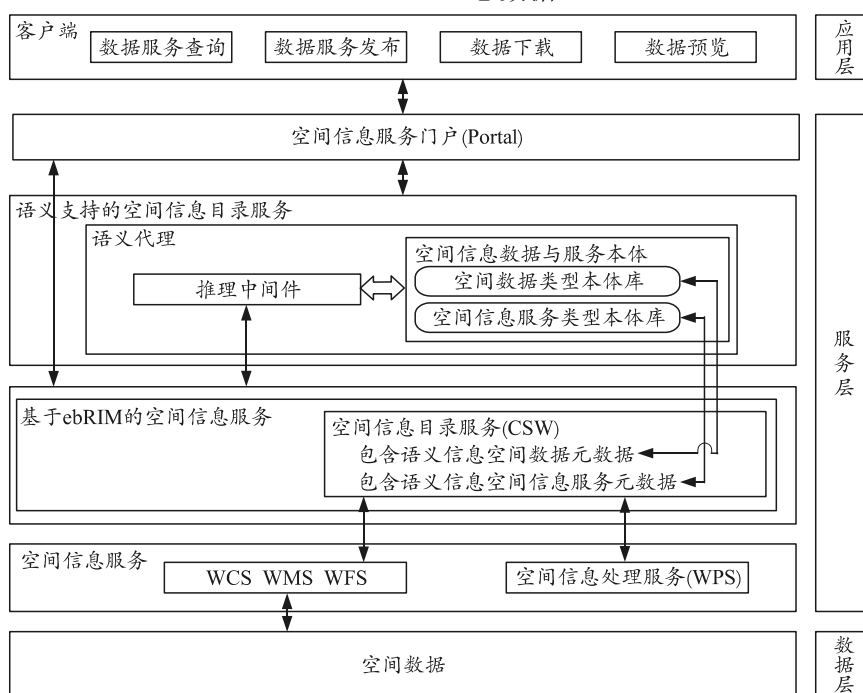 客户端
数据服务查询
数据服务发布
数据下载
数据预览
应用层
空间信息服务门户(Portal)
语义支持的空间信息目录服务
语义代理
空间信息数据与服务本体
推理中间件
空间数据类型本体库
空间信息服务类型本体库
服务层
基于ebRIM的空间信息服务
空间信息目录服务(CSW)
包含语义信息空间数据元数据
包含语义信息空间信息服务元数据
空间信息服务
WCS WMS WFS
空间信息处理服务(WPS)
空间数据
数据层